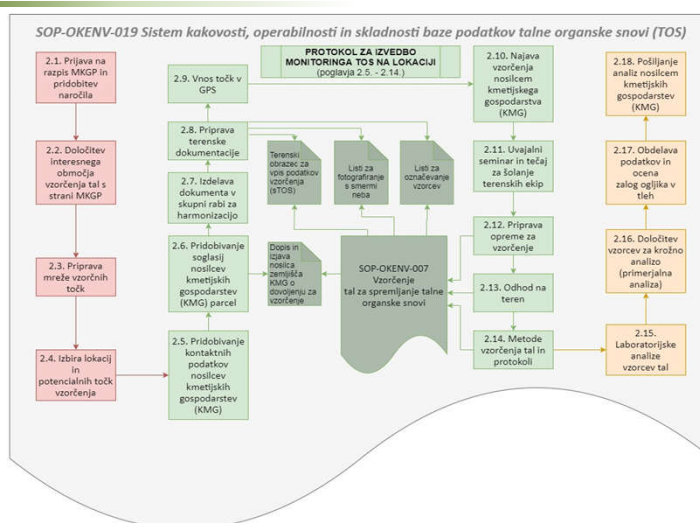 SOP-OKENV-019 Sistem kakovosti, operabilnosti in skladnosti baze podatkov talne organske snovi (TOS)
2.1. Prijava na
razpis MKGP in
pridobitev
naročila
2.2. Določitev
interesnega
območja
vzorčenja tal s
strani MKGP
2.3. Priprava
mreže vzorčnih
točk
2.4. Izbira lokacij
in
potencialnih točk
vzorčenja
2.9. Vnos točk v
GPS
2.8. Priprava
terenske
dokumentacije
2.7. Izdelava
dokumenta v
skupni rabi za
harmonizacijo
2.6. Pridobivanje
soglasij
nosilcev
kmetijskih
gospodarstev
(KMG) parcel
2.5. Pridobivanje
kontaktnih
podatkov
nosilcev
kmetijskih
gospodarstev
(KMG)
PROTOKOL ZA IZVEDBO
MONITORINGA TOS NA LOKACIJI
(poglavja 2.5. - 2.14.)
Terenski
obrazec za
vpis podatkov
vzorčenja
(sTOS)
Listi za
fotografiranje
s smermi
neba
Listi za
označevanje
vzorcev
Dopis in
izjava
nosilca
zemljišča
KMG o
dovoljenju za
vzorčenje
SOP-OKENV-007
Vzorčenje
tal za spremljanje talne
organske snovi
2.10. Najava
vzorčenja
nosilcem
kmetijskega
gospodarstva
(KMG)
2.11. Uvajalni
seminar in tečaj
za šolanje
terenskih ekip
2.12. Priprava
opreme za
vzorčenje
2.13. Odhod na
teren
2.14. Metode
vzorčenja tal in
protokoli
2.18. Pošiljanje
analiz nosilcem
kmetijskih
gospodarstev
(KMG)
2.17. Obdelava
podatkov in
ocena
zalog ogljika v
tleh
2.16. Določitev
vzorcev za krožno
analizo
(primerjalna
analiza)
2.15.
Laboratorijske
analize
vzorcev tal